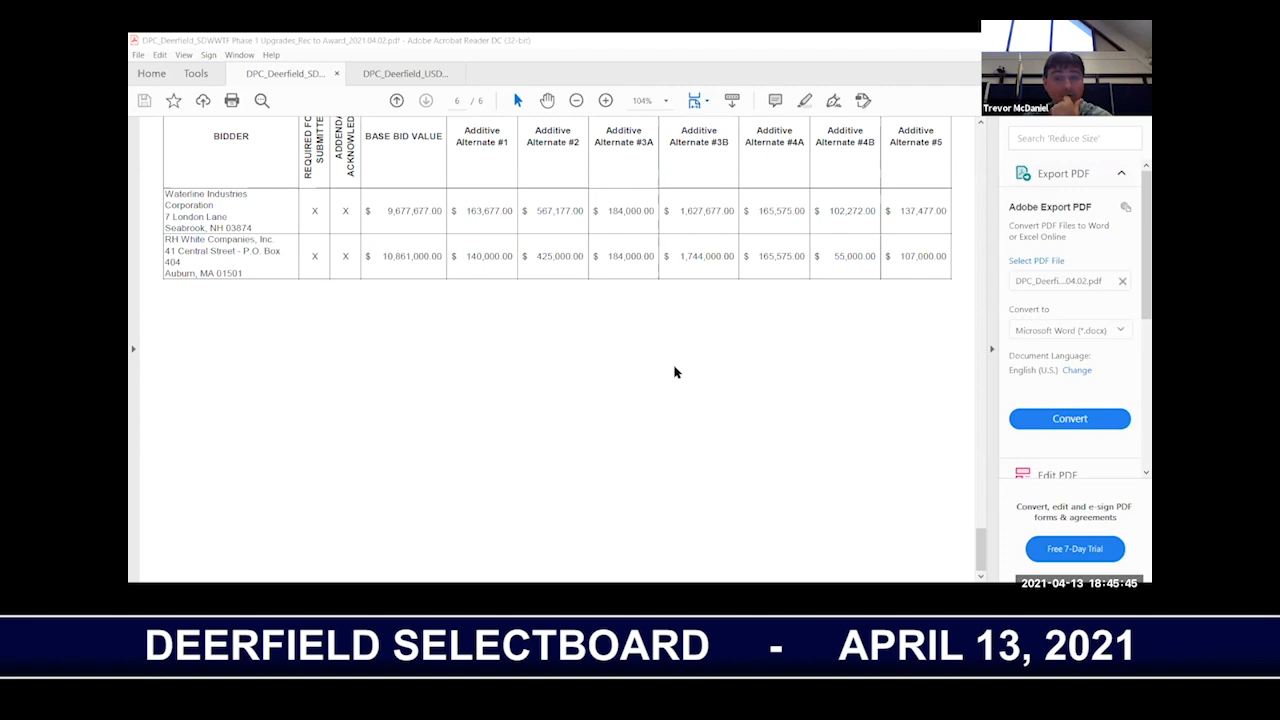 DPC_Deerfield_SDWWTF Phase 1 Upgrades_Rec to Award_2021 04.02.pdf - Adobe Acrobat Reader DC (32-bit)
File Edit View Sign Window Help
Home Tools DPC_Deerfield_SD... × DPC_Deerfield_USD...
6 / 6 104%
Trevor McDaniel
BIDDER REQUIRED FO SUBMITTE ADDENDA ACKNOWLED BASE BID VALUE Additive Alternate #1 Additive Alternate #2 Additive Alternate #3A Additive Alternate #3B Additive Alternate #4A Additive Alternate #4B Additive Alternate #5
Waterline Industries
Corporation
7 London Lane
Seabrook, NH 03874
X X $ 9,677,677.00 $ 163,677.00 $ 567,177.00 $ 184,000.00 $ 1,627,677.00 $ 165,575.00 $ 102,272.00 $ 137,477.00
RH White Companies, Inc.
41 Central Street - P.O. Box
404
Auburn, MA 01501
X X $ 10,861,000.00 $ 140,000.00 $ 425,000.00 $ 184,000.00 $ 1,744,000.00 $ 165,575.00 $ 55,000.00 $ 107,000.00
Search 'Reduce Size'
Export PDF
Adobe Export PDF
Convert PDF Files to Word
or Excel Online
Select PDF File
DPC_Deerfi...04.02.pdf
Convert to
Microsoft Word (*.docx)
Document Language:
English (U.S.) Change
Convert
Edit PDF
Convert, edit and e-sign PDF
forms & agreements
Free 7-Day Trial
2021-04-13 18:45:45
DEERFIELD SELECTBOARD - APRIL 13, 2021